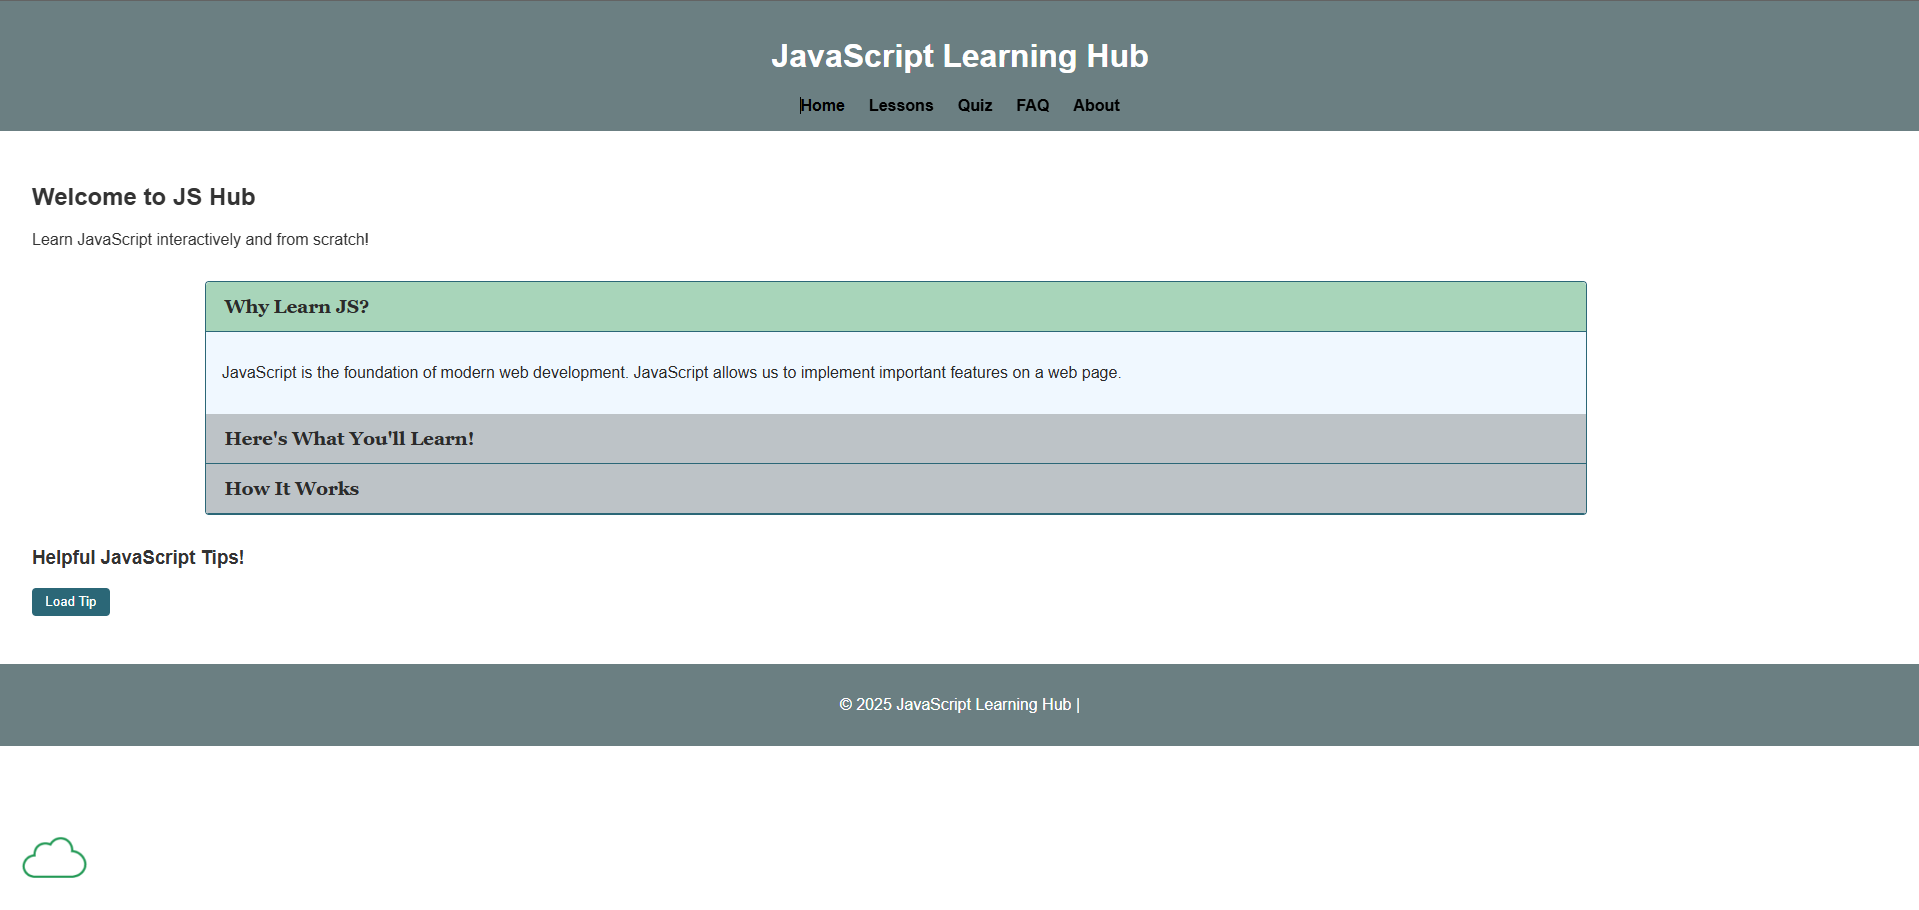 JavaScript Learning Hub
Home Lessons Quiz FAQ About
Welcome to JS Hub
Learn JavaScript interactively and from scratch!
Why Learn JS?
JavaScript is the foundation of modern web development. JavaScript allows us to implement important features on a web page.
Here's What You'll Learn!
How It Works
Helpful JavaScript Tips!
Load Tip
© 2025 JavaScript Learning Hub |